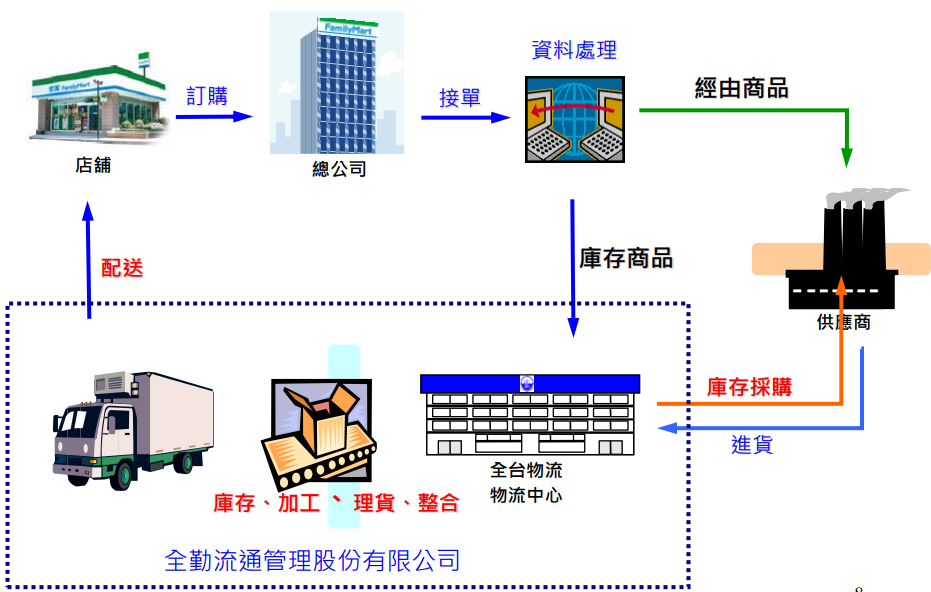 資料處理
FamilyMart
訂購
接單
經由商品
FamilyMart
店舖
總公司
配送
庫存商品
供應商
庫存採購
進貨
全台物流
物流中心
庫存、加工、理貨、整合
全勤流通管理股份有限公司
8